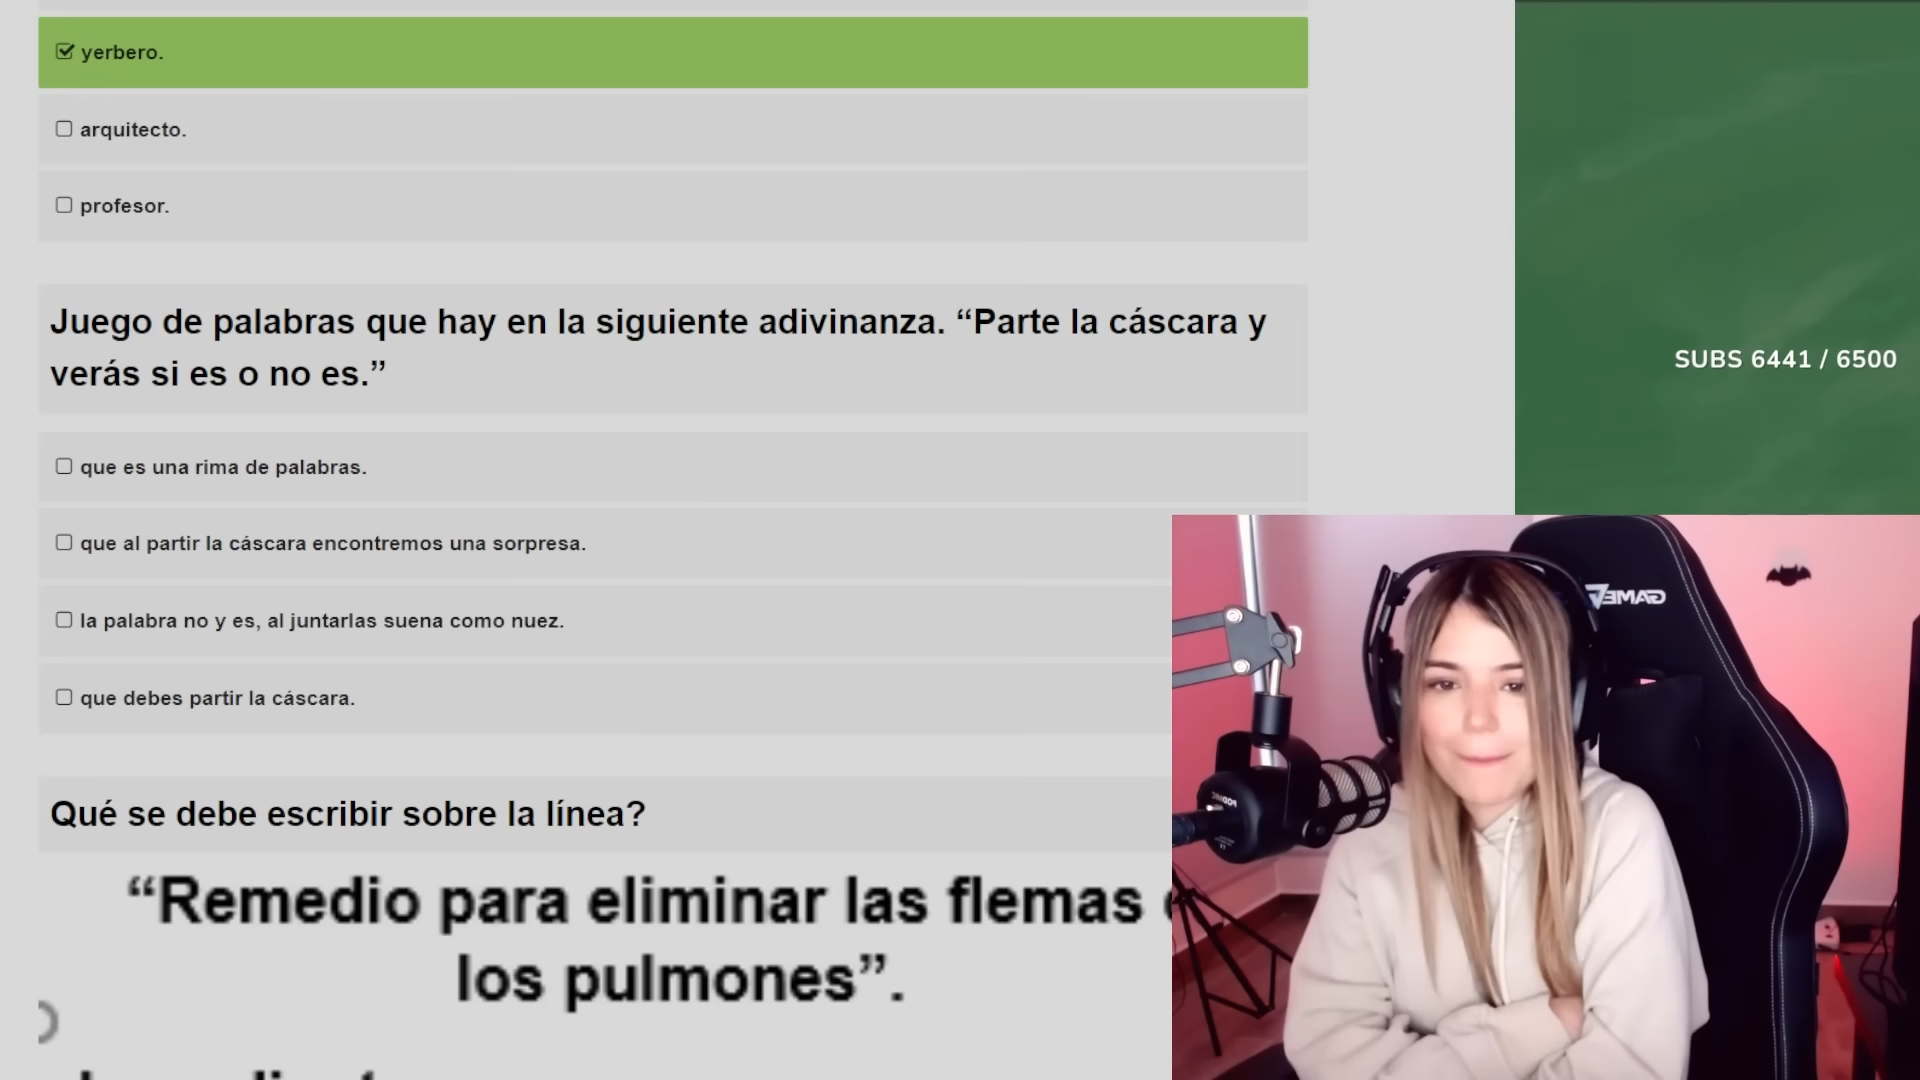 yerbero.
arquitecto.
profesor.
Juego de palabras que hay en la siguiente adivinanza. “Parte la cáscara y
verás si es o no es.”
SUBS 6441 / 6500
que es una rima de palabras.
que al partir la cáscara encontremos una sorpresa.
la palabra no y es, al juntarlas suena como nuez.
que debes partir la cáscara.
Qué se debe escribir sobre la línea?
“Remedio para eliminar las flemas
los pulmones”.